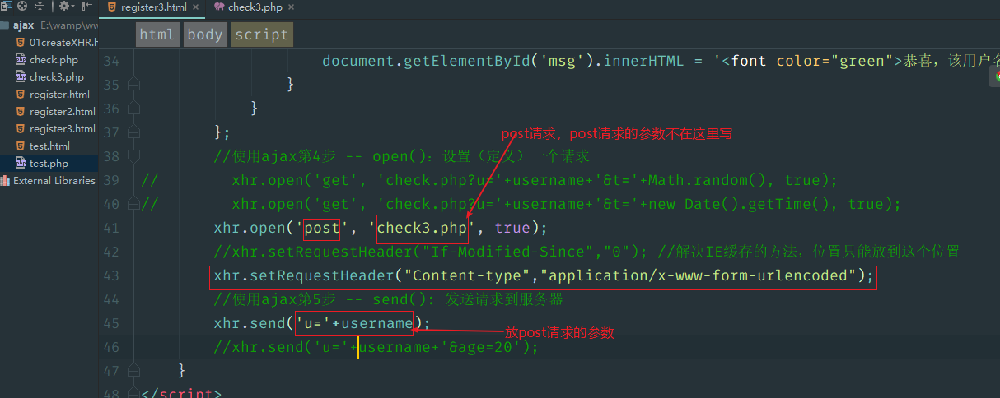 register3.html
check3.php
ajax E:\wamp\ww
html body script
01createXHR.h
check.php
check3.php
register.html
register2.html
register3.html
test.html
test.php
External Libraries
34 document.getElementById('msg').innerHTML = '<font color="green">恭喜，该用户名
35 }
36 }
37 };
post请求，post请求的参数不在这里写
38 //使用ajax第4步 -- open()：设置（定义）一个请求
39 // xhr.open('get', 'check.php?u='+username+'&t='+Math.random(), true);
40 // xhr.open('get', 'check.php?u='+username+'&t='+new Date().getTime(), true);
41 xhr.open('post', 'check3.php', true);
42 //xhr.setRequestHeader("If-Modified-Since","0"); //解决IE缓存的方法，位置只能放到这个位置
43 xhr.setRequestHeader("Content-type","application/x-www-form-urlencoded");
44 //使用ajax第5步 -- send()：发送请求到服务器
45 xhr.send('u='+username);
放post请求的参数
46 //xhr.send('u='+username+'&age=20');
47 }
48 </script>